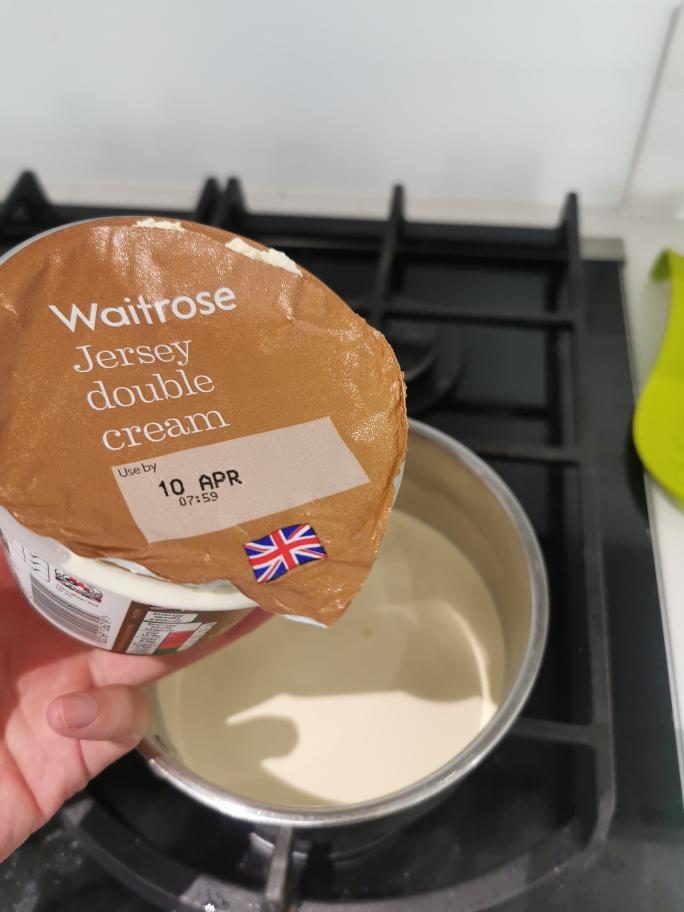 Waitrose
Jersey
double
cream
Use by
10 APR
07:59